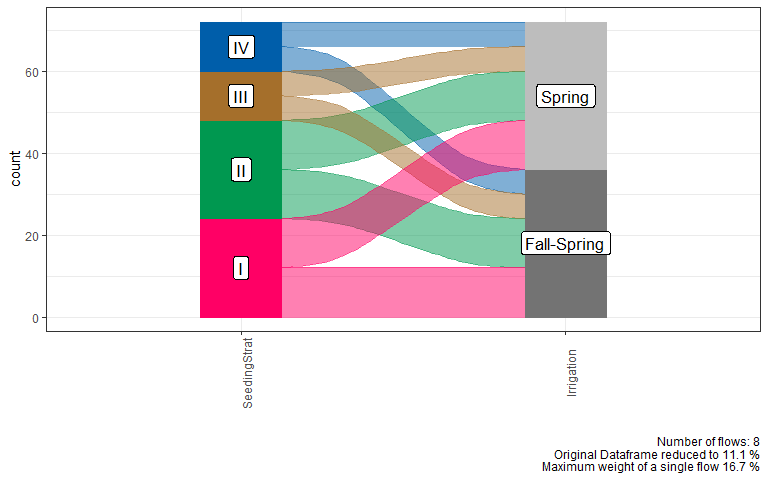 IV
III
II
I
Spring
Fall-Spring
60
40
20
0
count
SeedingStrat
Irrigation
Number of flows: 8
Original Dataframe reduced to 11.1 %
Maximum weight of a single flow 16.7 %